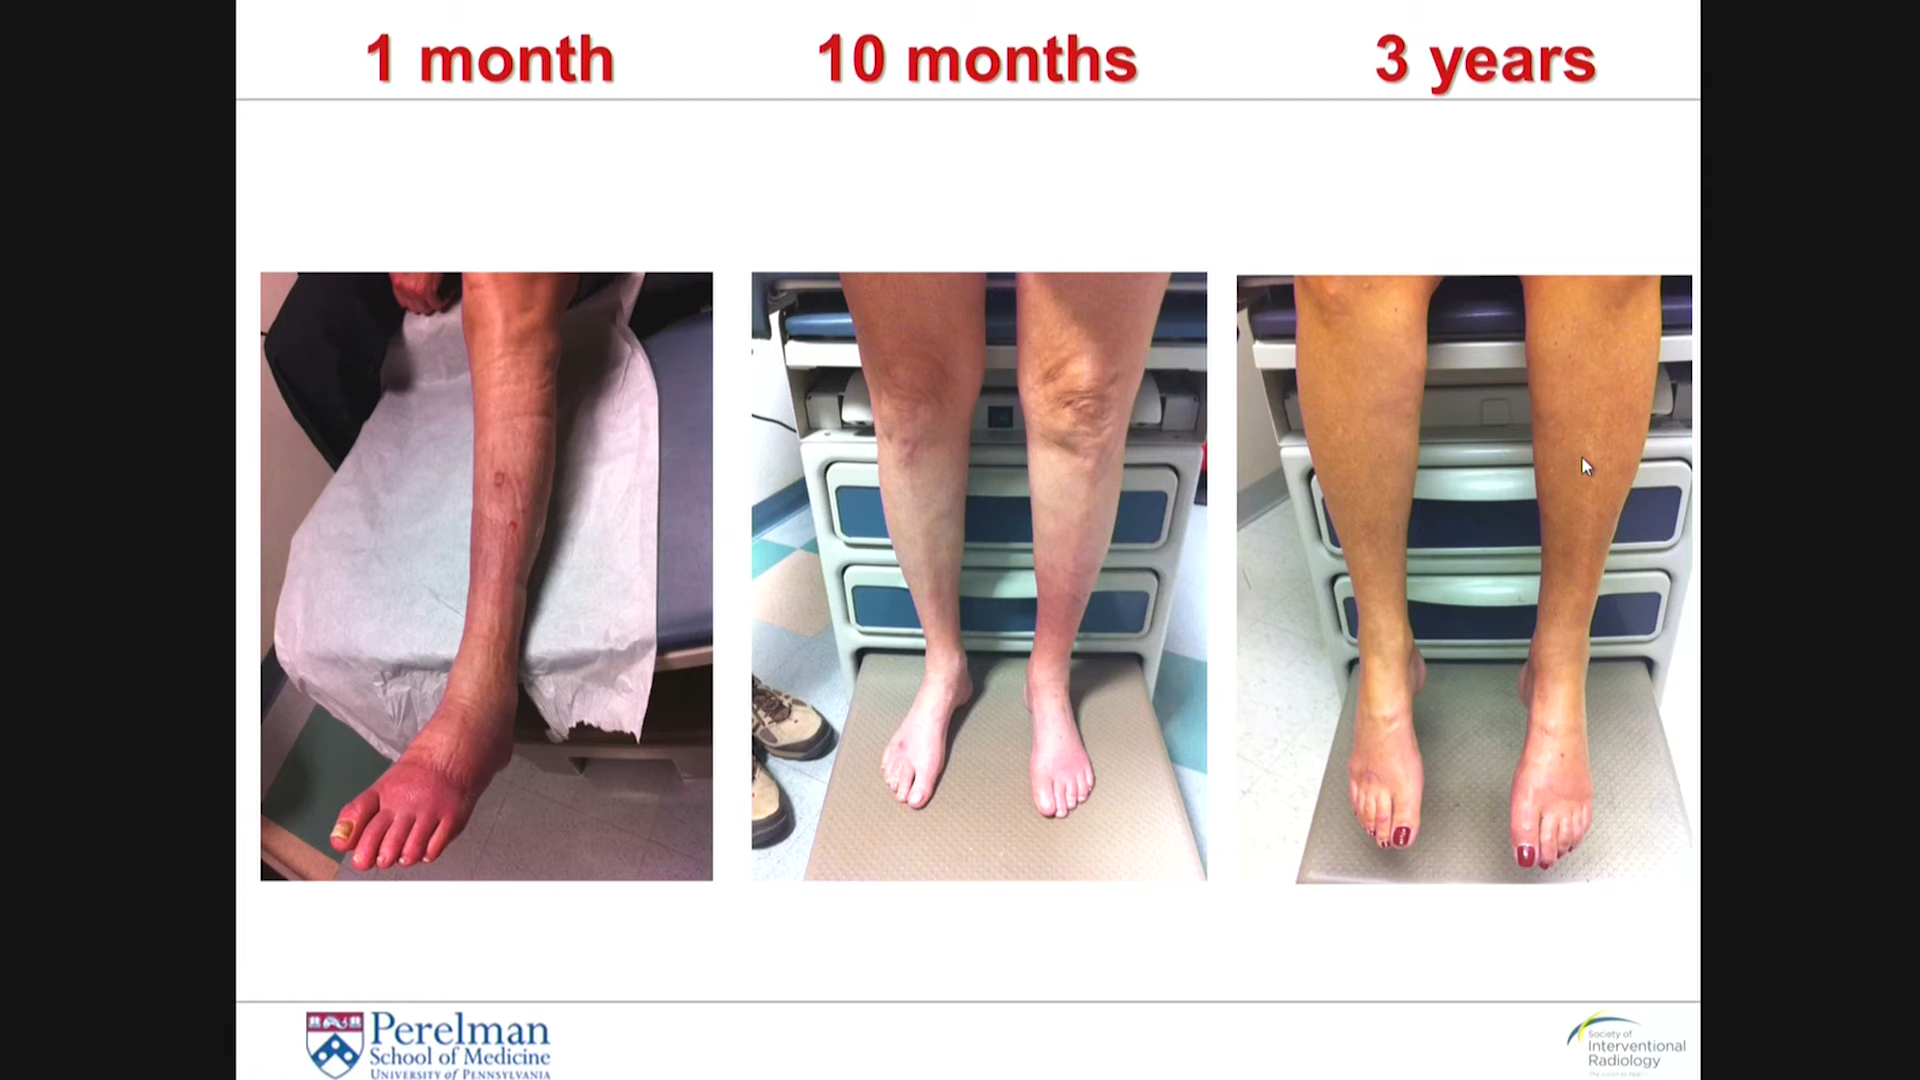 1 month
10 months
3 years
Perelman
School of Medicine
UNIVERSITY of PENNSYLVANIA
Society of
Interventional
Radiology